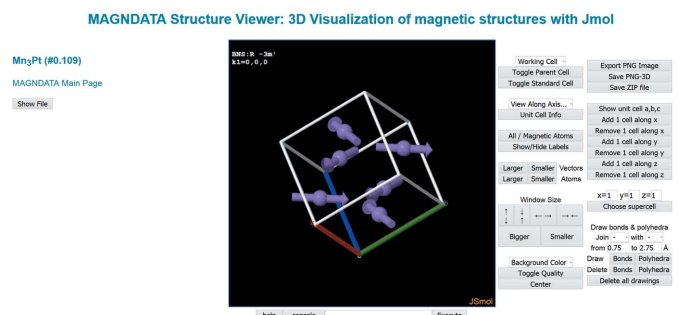 MAGNDATA Structure Viewer: 3D Visualization of magnetic structures with Jmol
Mn3Pt (#0.109)
MAGNDATA Main Page
Show File
BNS:R -3m'
k1=0,0,0
JSmol
Working Cell
Toggle Parent Cell
Toggle Standard Cell
View Along Axis...
Unit Cell Info
All / Magnetic Atoms
Show/Hide Labels
Larger Smaller Vectors
Larger Smaller Atoms
Window Size
↑ ↓ ↓ ↑ ←→ →←
Bigger Smaller
Background Color
Toggle Quality
Center
Export PNG Image
Save PNG-3D
Save ZIP file
Show unit cell a,b,c
Add 1 cell along x
Remove 1 cell along x
Add 1 cell along y
Remove 1 cell along y
Add 1 cell along z
Remove 1 cell along z
x=1 y=1 z=1
Choose supercell
Draw bonds & polyhedra
Join - with -
from 0.75 to 2.75 Å
Draw Bonds Polyhedra
Delete Bonds Polyhedra
Delete all drawings